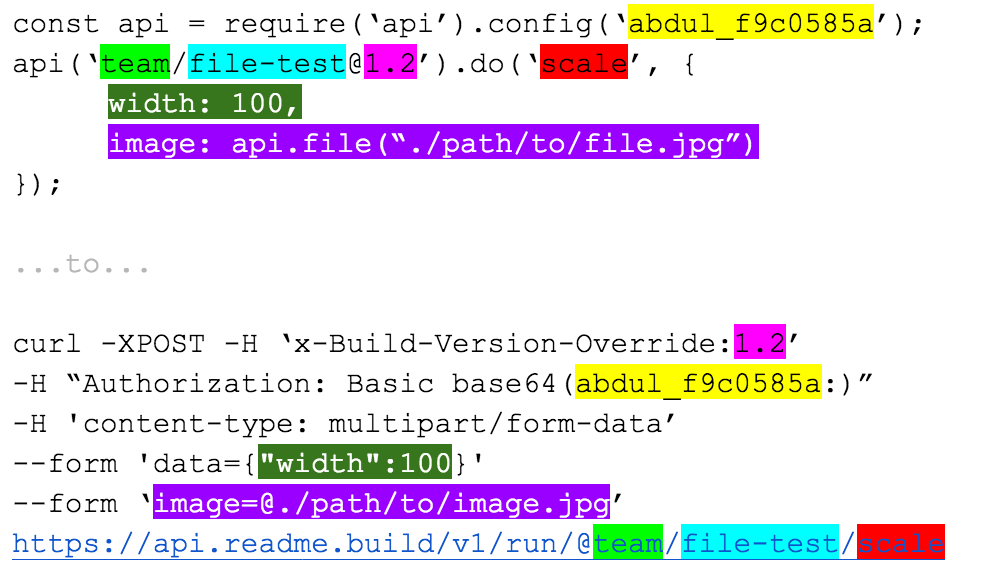 const api = require(‘api’).config(‘abdul_f9c0585a’);
api(‘team/file-test@1.2’).do(‘scale’, {
width: 100,
image: api.file(“./path/to/file.jpg”)
});
...to...
curl -XPOST -H ‘x-Build-Version-Override:1.2’
-H “Authorization: Basic base64(abdul_f9c0585a:)”
-H 'content-type: multipart/form-data’
--form 'data={"width":100}'
--form ‘image=@./path/to/image.jpg’
https://api.readme.build/v1/run/@team/file-test/scale